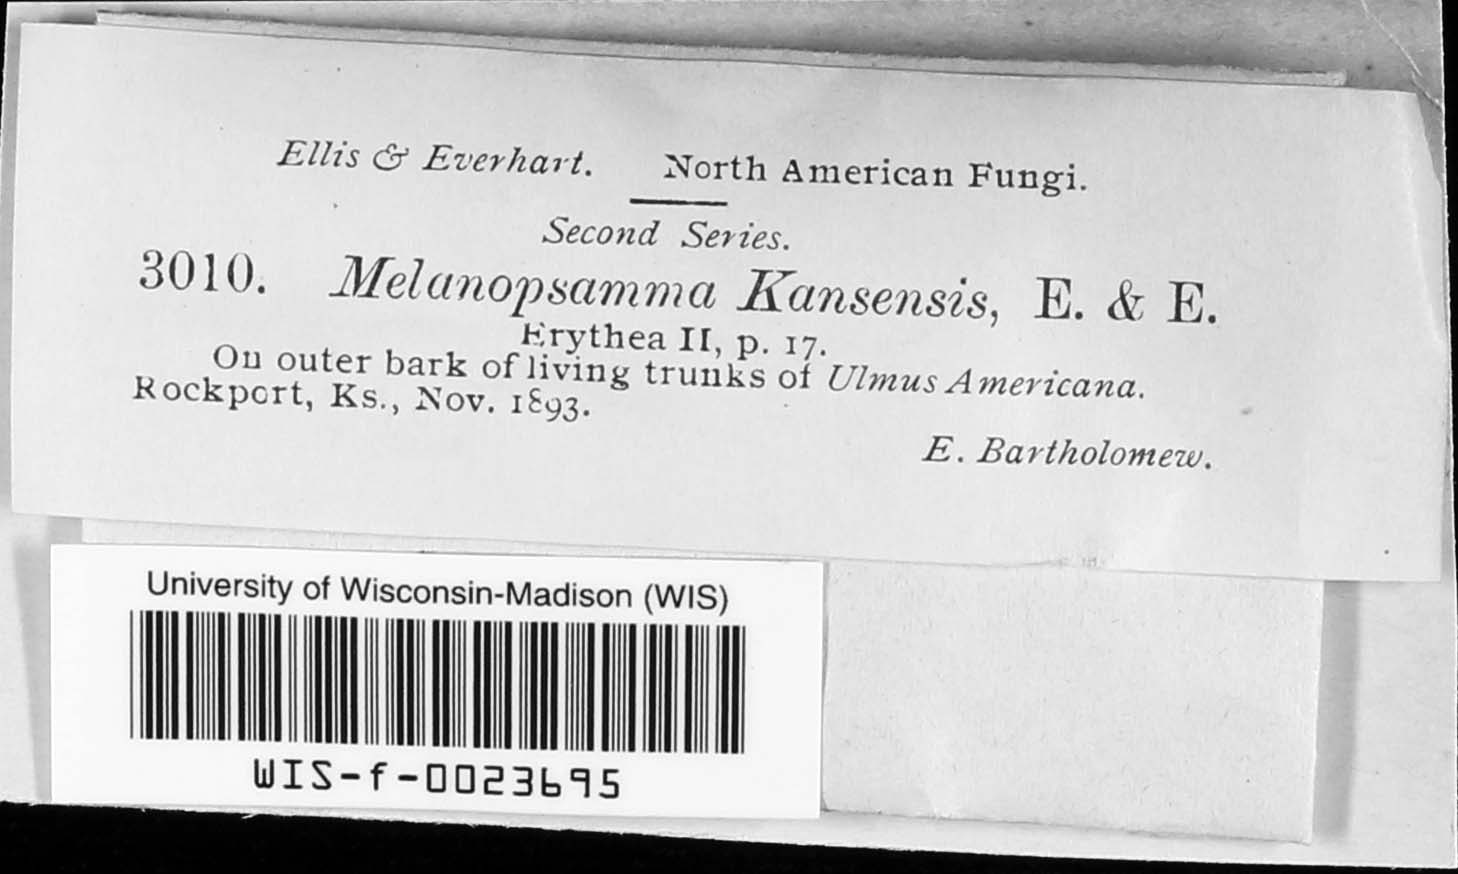 Ellis & Everhart. North American Fungi.
Second Series.
3010. Melanopsamma Kansensis, E. & E.
Erythea II, p. 17.
On outer bark of living trunks of Ulmus Americana.
Rockport, Ks., Nov. 1893.
E. Bartholomew.
University of Wisconsin-Madison (WIS)
WIS-f-0023695